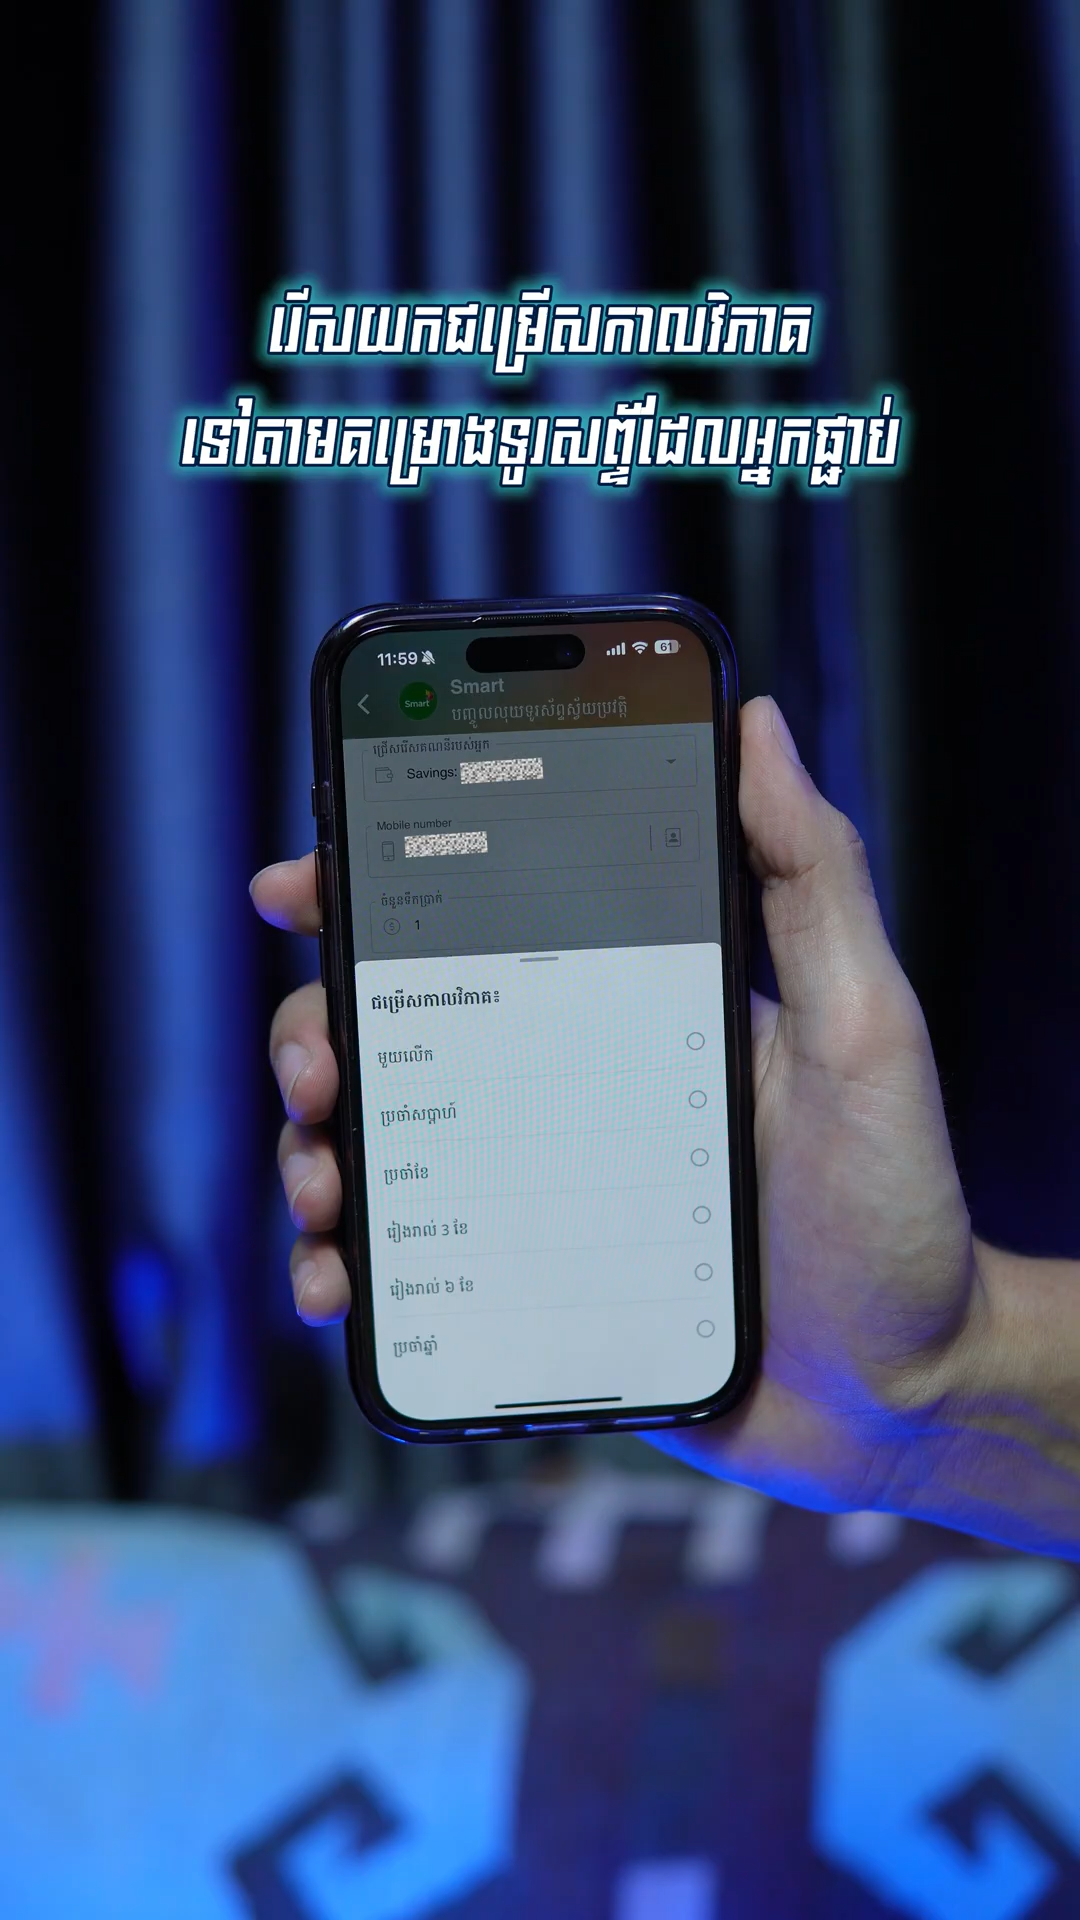 រើសយកជម្រើសកាលវិភាគ
ទៅតាមគម្រោងទូរសព្ទ័ដែលអ្នកផ្ជាប់
11:59
61
Smart
Smart
បញ្ចូលលុយទូរស័ព្ទស្វ័យប្រវត្តិ
ជ្រើសរើសគណនីរបស់អ្នក
Savings:
Mobile number
ចំនួនទឹកប្រាក់
1
ជម្រើសកាលវិភាគ៖
មួយលើក
ប្រចាំសប្តាហ៍
ប្រចាំខែ
រៀងរាល់ 3 ខែ
រៀងរាល់ ៦ ខែ
ប្រចាំឆ្នាំ